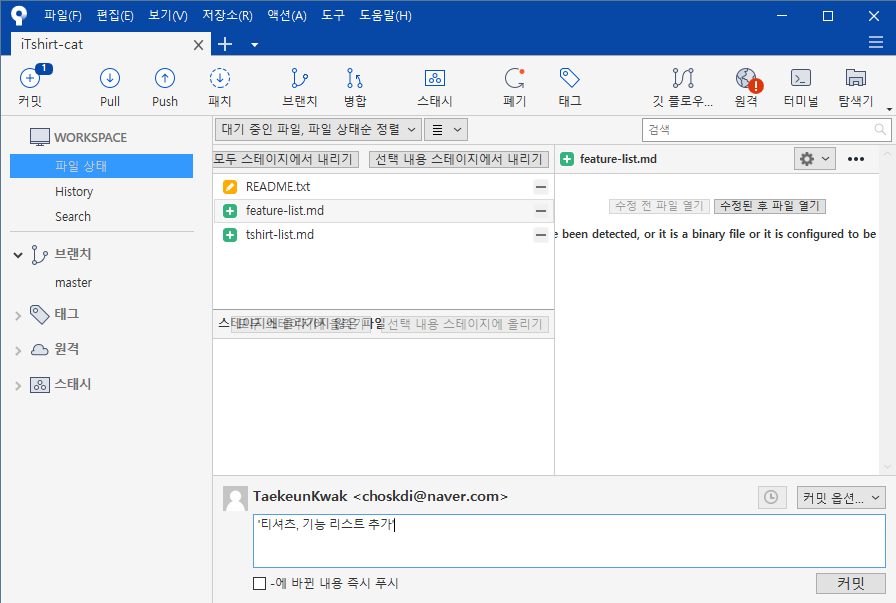 파일(F) 편집(E) 보기(V) 저장소(R) 액션(A) 도구 도움말(H)
iTshirt-cat
1
커밋 Pull Push 패치 브랜치 병합 스태시 폐기 태그 깃 플로우... 원격 터미널 탐색기
WORKSPACE
파일 상태
History
Search
브랜치
master
태그
원격
스태시
대기 중인 파일, 파일 상태순 정렬
검색
모두 스테이지에서 내리기 선택 내용 스테이지에서 내리기
README.txt
feature-list.md
tshirt-list.md
스테이지에 올라가지 않은 파일
선택 내용 스테이지에 올리기
feature-list.md
수정 전 파일 열기 수정된 후 파일 열기
been detected, or it is a binary file or it is configured to be
TaekeunKwak <choskdi@naver.com>
커밋 옵션...
'티셔츠, 기능 리스트 추가'
-에 바뀐 내용 즉시 푸시
커밋